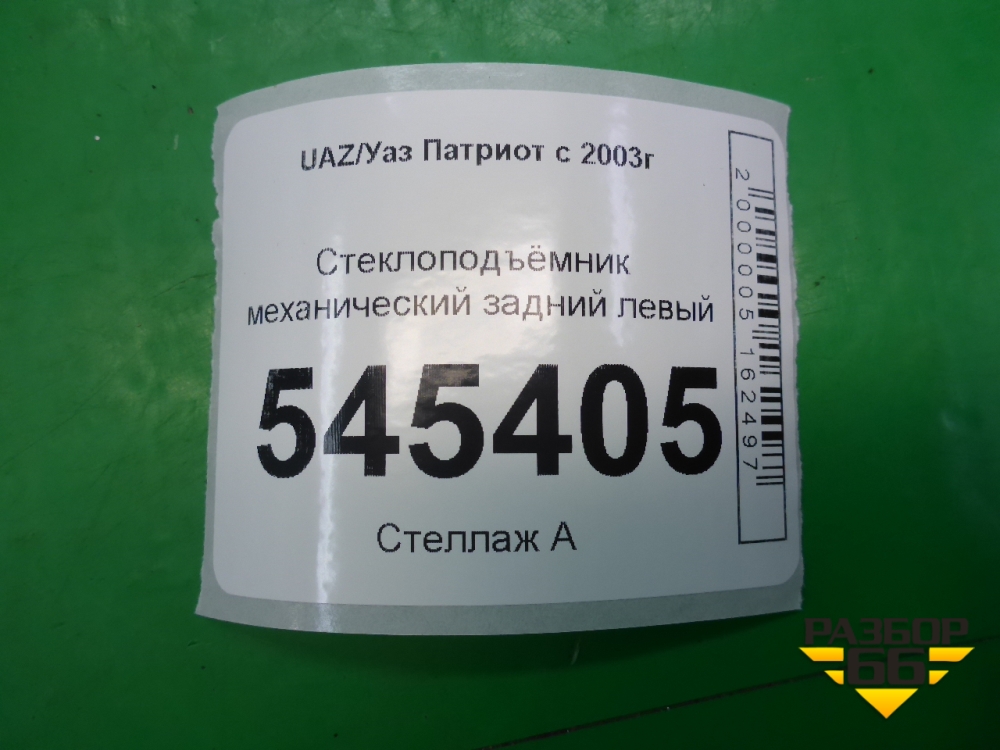 UAZ/Уаз Патриот с 2003г
Стеклоподъёмник
механический задний левый
545405
Стеллаж А
2000005162497
РАЗБОР
66